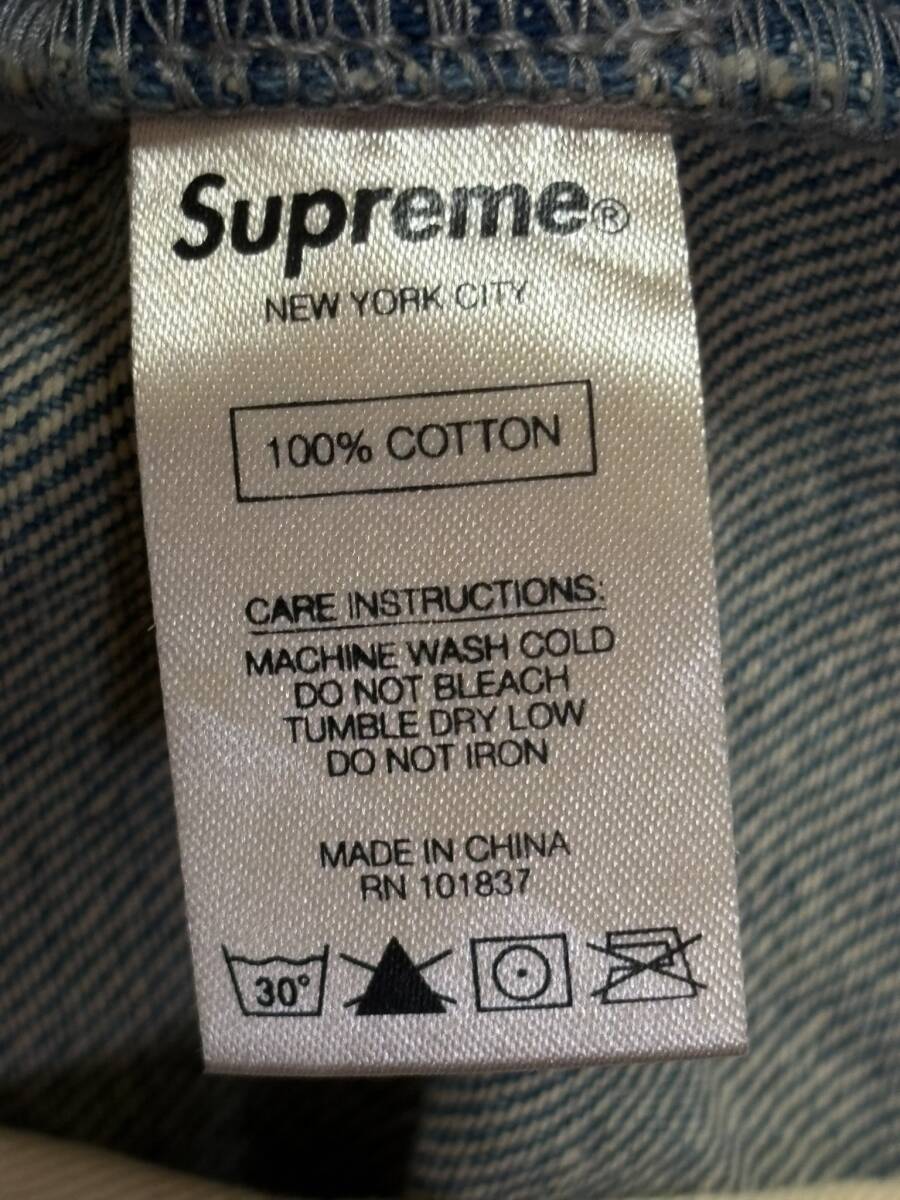 Supreme®
NEW YORK CITY
100% COTTON
CARE INSTRUCTIONS:
MACHINE WASH COLD
DO NOT BLEACH
TUMBLE DRY LOW
DO NOT IRON
MADE IN CHINA
RN 101837
30°